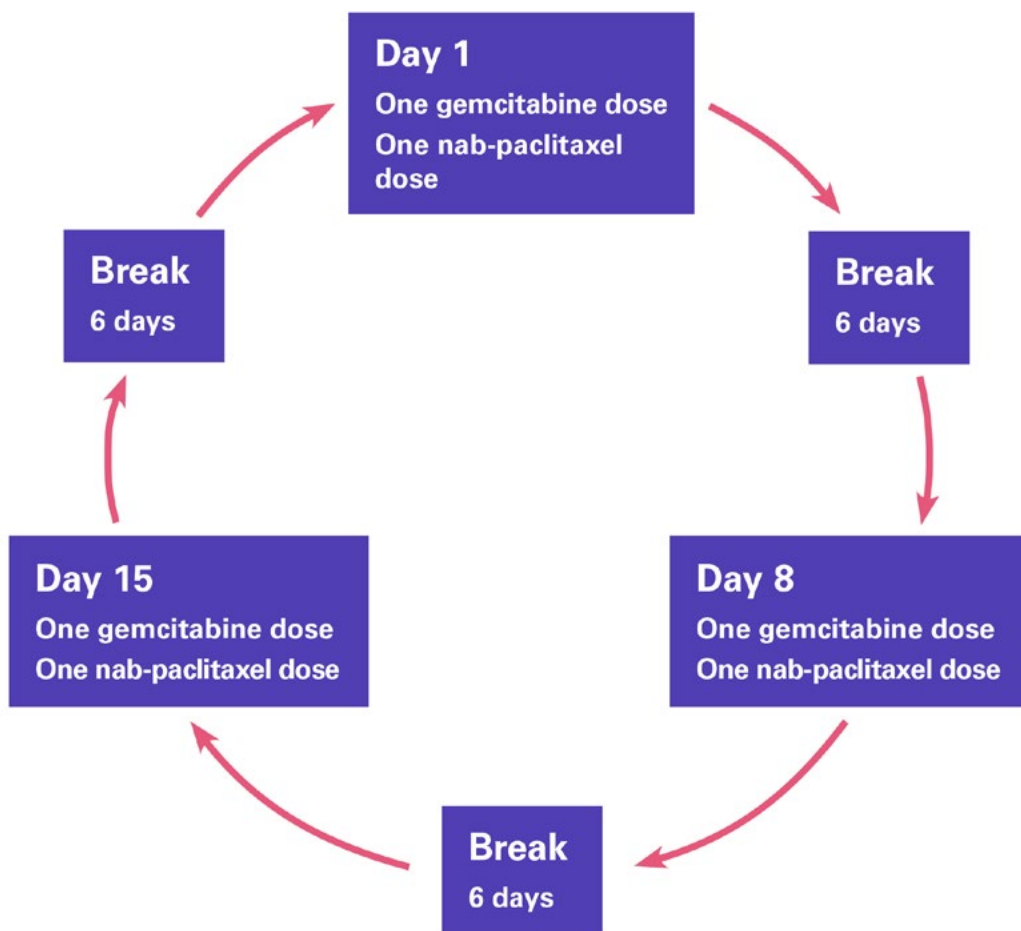 Day 1
One gemcitabine dose
One nab-paclitaxel
dose
Break
6 days
Day 8
One gemcitabine dose
One nab-paclitaxel dose
Break
6 days
Day 15
One gemcitabine dose
One nab-paclitaxel dose
Break
6 days